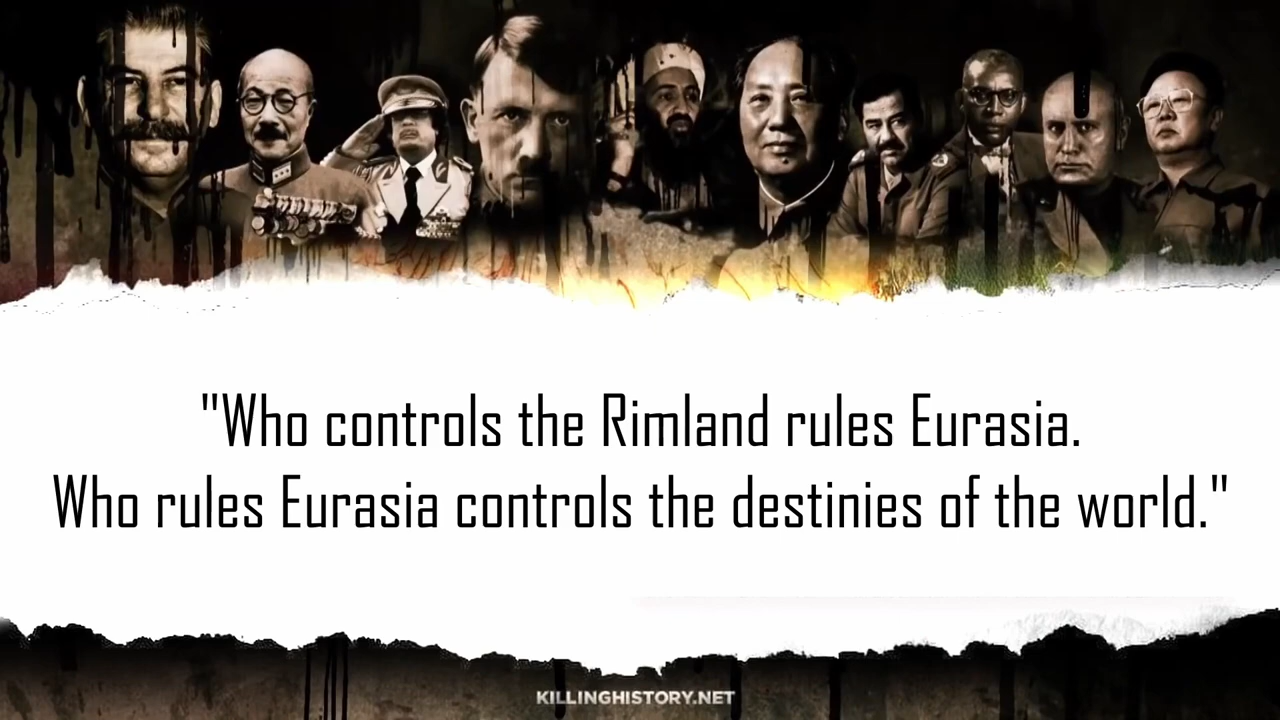 "Who controls the Rimland rules Eurasia.
Who rules Eurasia controls the destinies of the world."
KILLINGHISTORY.NET